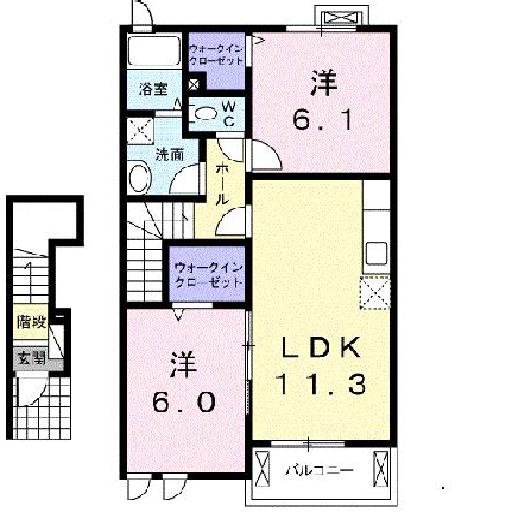 ウォークイン
クローゼット
浴室
洋
6.1
W
C
洗面
ホール
ウォークイン
クローゼット
階段
玄関
洋
6.0
LDK
11.3
バルコニー